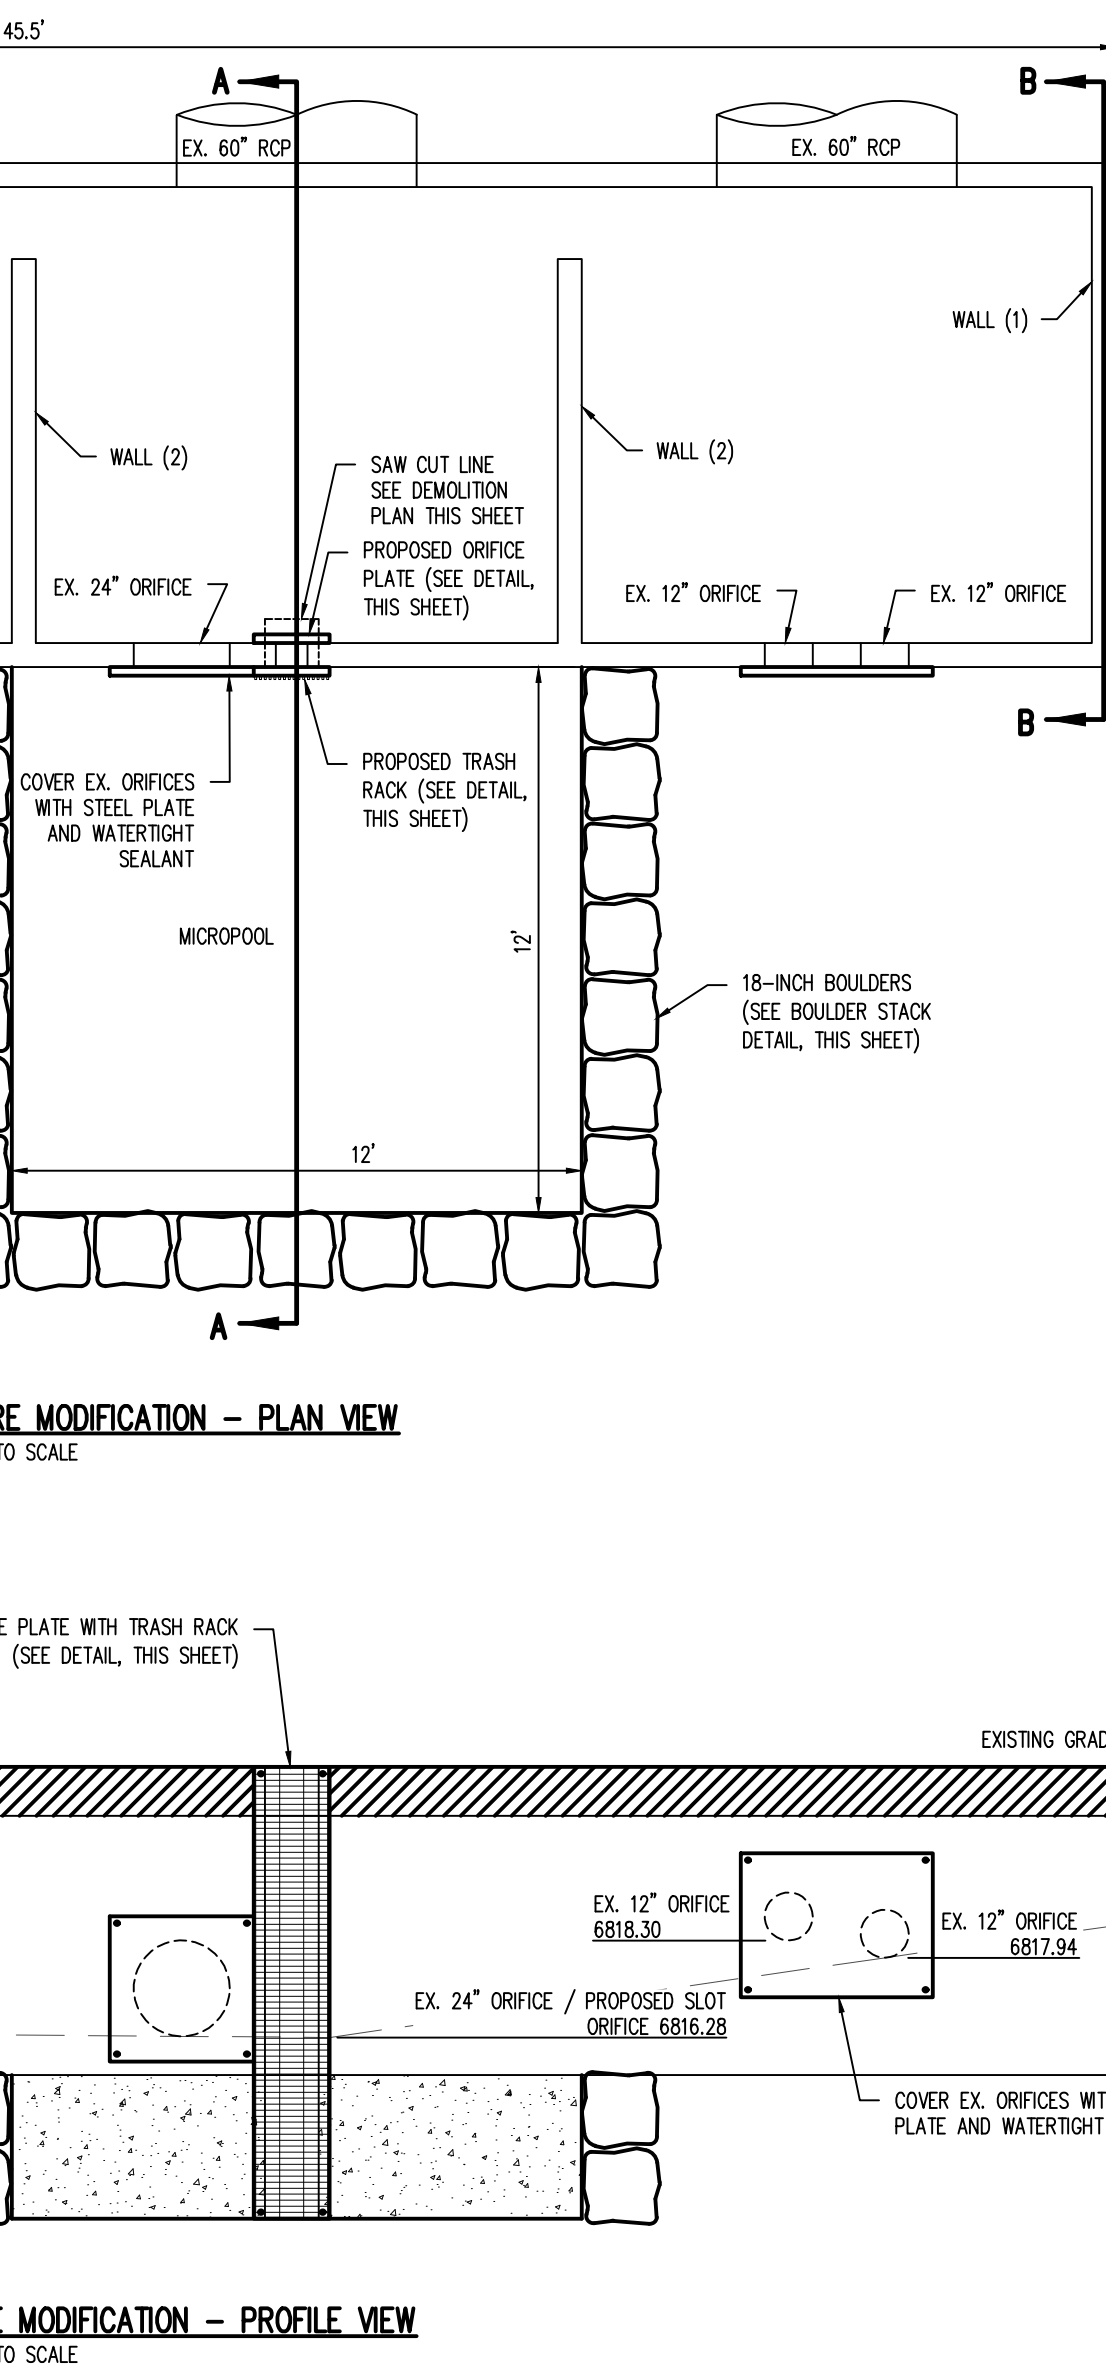 45.5'
A
B
EX. 60" RCP
EX. 60" RCP
WALL (1)
WALL (2)
WALL (2)
SAW CUT LINE
SEE DEMOLITION
PLAN THIS SHEET
PROPOSED ORIFICE
PLATE (SEE DETAIL,
THIS SHEET)
EX. 24" ORIFICE
EX. 12" ORIFICE
EX. 12" ORIFICE
B
COVER EX. ORIFICES
WITH STEEL PLATE
AND WATERTIGHT
SEALANT
PROPOSED TRASH
RACK (SEE DETAIL,
THIS SHEET)
MICROPOOL
12'
18-INCH BOULDERS
(SEE BOULDER STACK
DETAIL, THIS SHEET)
12'
A
RE MODIFICATION - PLAN VIEW
TO SCALE
E PLATE WITH TRASH RACK
(SEE DETAIL, THIS SHEET)
EXISTING GRAD
EX. 12" ORIFICE
6818.30
EX. 12" ORIFICE
6817.94
EX. 24" ORIFICE / PROPOSED SLOT
ORIFICE 6816.28
COVER EX. ORIFICES WIT
PLATE AND WATERTIGHT
E MODIFICATION - PROFILE VIEW
TO SCALE